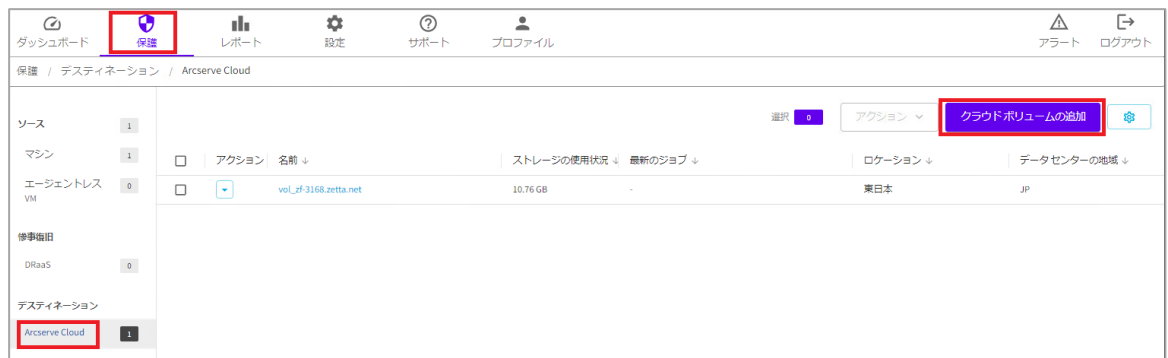 ダッシュボード 保護 レポート 設定 サポート プロファイル アラート ログアウト
保護 / デスティネーション / Arcserve Cloud
選択 0 アクション クラウド ボリュームの追加
ソース 1
マシン 1
エージェントレス VM 0
惨事復旧
DRaaS 0
デスティネーション
Arcserve Cloud 1
アクション 名前 ストレージの使用状況 最新のジョブ ロケーション データ センターの地域
vol_zf-3168.zetta.net 10.76 GB - 東日本 JP